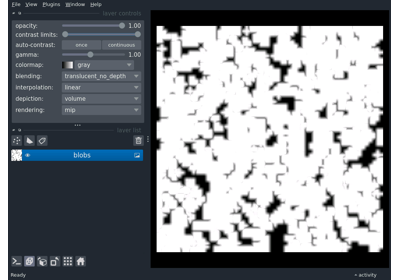 File View Plugins Window Help
layer controls
opacity: 1.00
contrast limits:
auto-contrast: once continuous
gamma: 1.00
colormap: gray
blending: translucent_no_depth
interpolation: linear
depiction: volume
rendering: mip
layer list
blobs
Ready activity